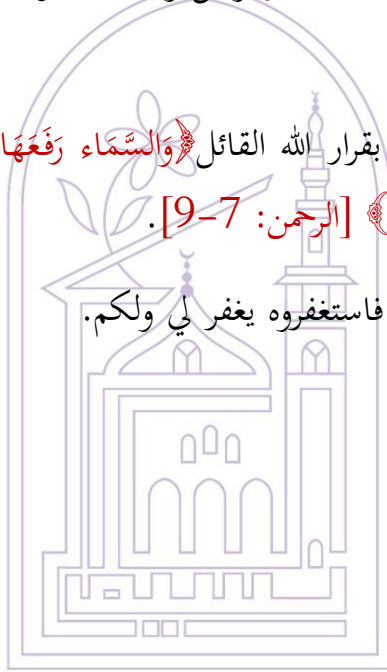 بقرار الله القائل ﴿وَالسَّمَاء رَفَعَهَا
﴾ [الرحمن: 7-9].
فاستغفروه يغفر لي ولكم.